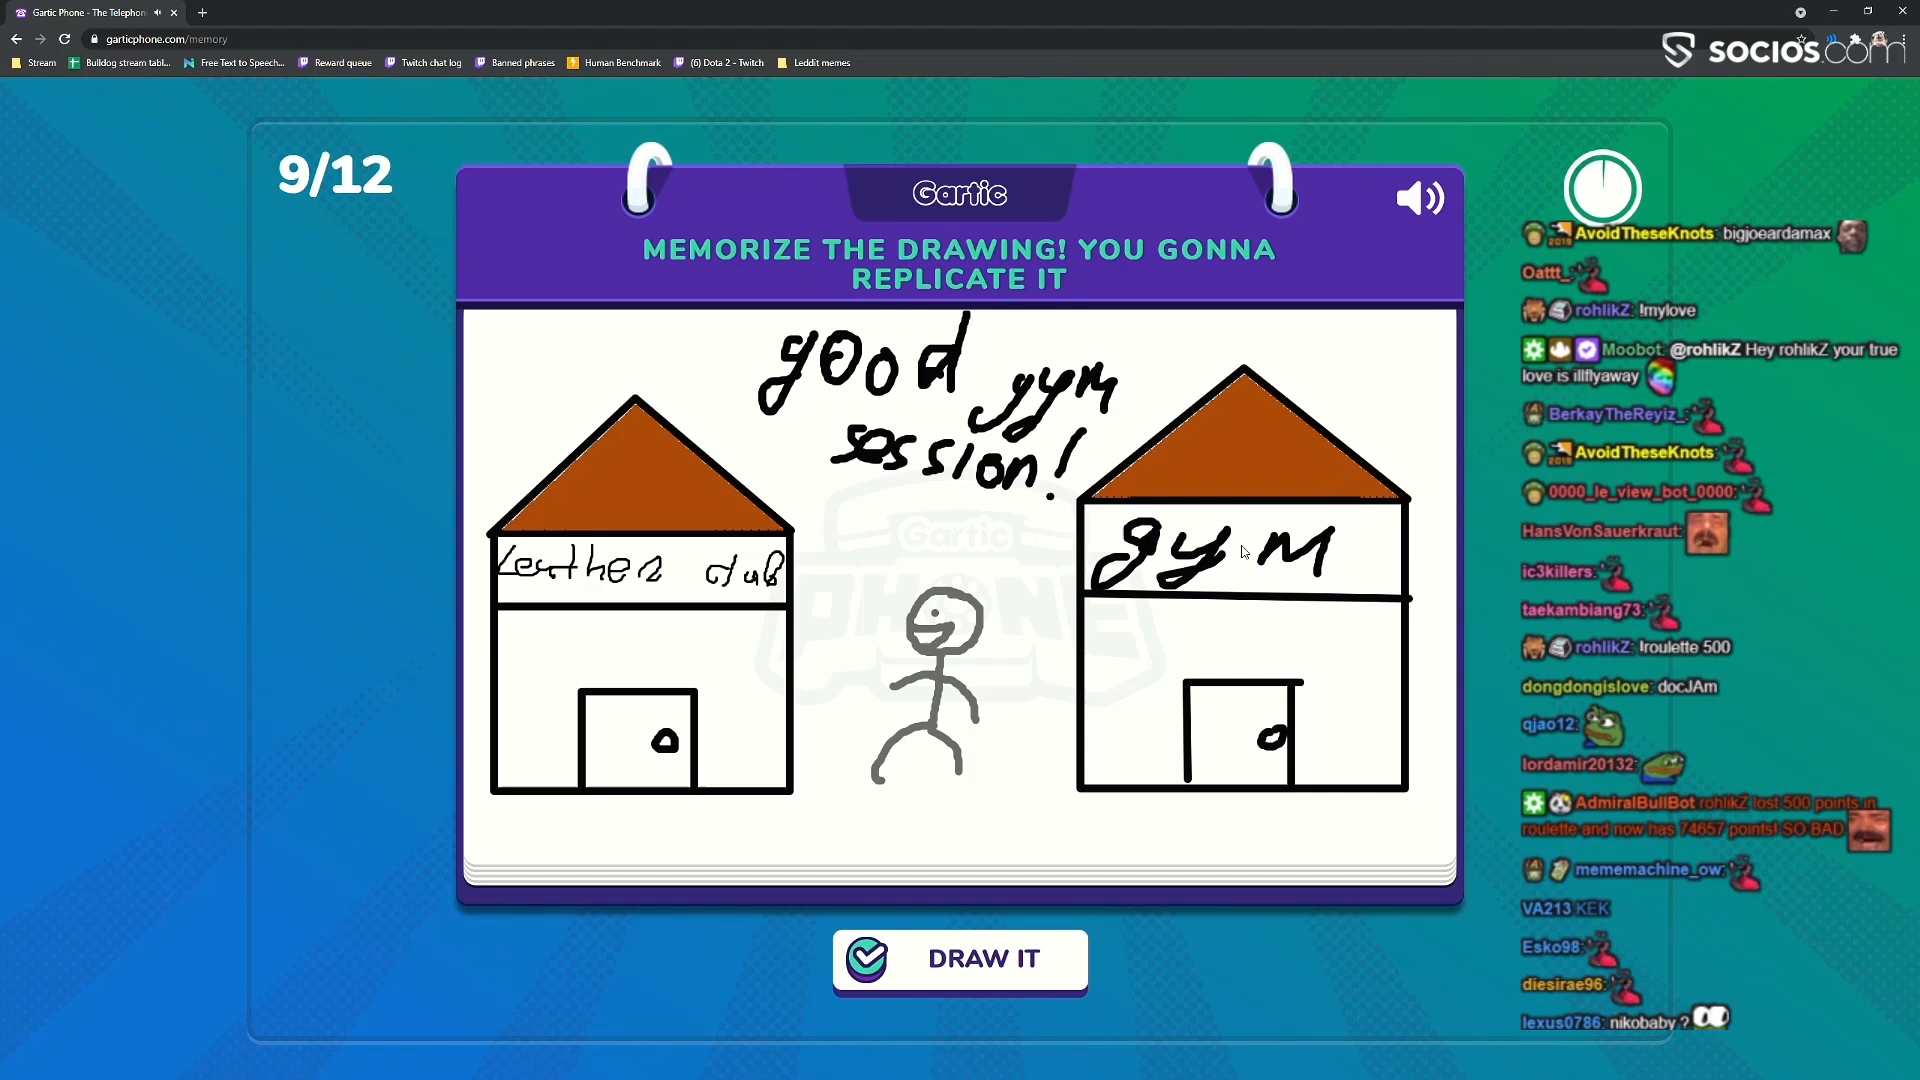 Gartic Phone - The Telephon
garticphone.com/memory
Stream
Bulldog stream tabl...
Free Text to Speech...
Reward queue
Twitch chat log
Banned phrases
Human Benchmark
(6) Dota 2 - Twitch
Leddit memes
SOCIOS.com
9/12
Gartic
MEMORIZE THE DRAWING! YOU GONNA
REPLICATE IT
good gym
session!
Leather club
gym
Gartic
PHONE
DRAW IT
AvoidTheseKnots: bigjoeardamax
Oattt_:
rohlikZ: !mylove
Moobot: @rohlikZ Hey rohlikZ your true
love is illflyaway
BerkayTheReyiz_:
AvoidTheseKnots:
0000_le_view_bot_0000:
HansVonSauerkraut:
ic3killers:
taekambiang73:
rohlikZ: !roulette 500
dongdongislove: docJAm
qjao12:
lordamir20132:
AdmiralBullBot rohlikZ lost 500 points in
roulette and now has 74657 points! SO BAD
mememachine_ow:
VA213 KEK
Esko98:
diesirae96:
lexus0786: nikobaby ?